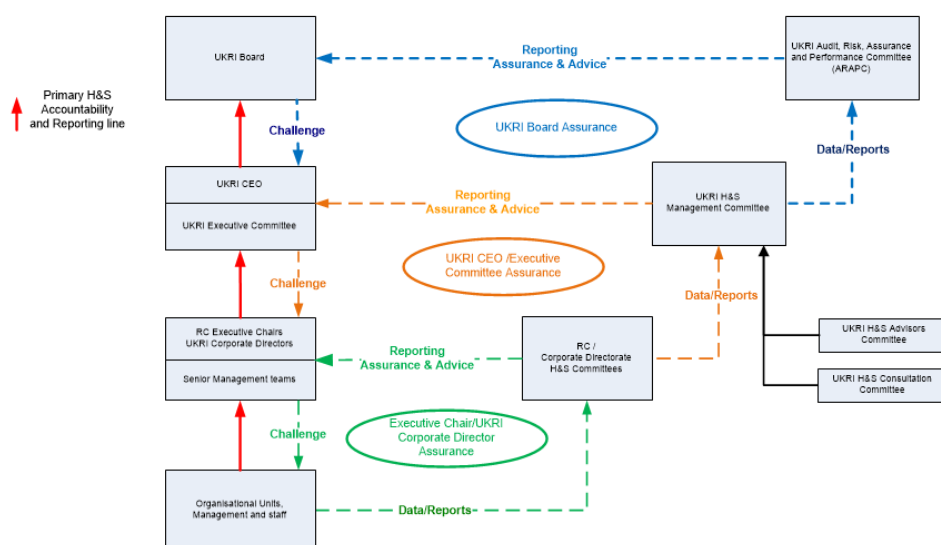 UKRI Board
Reporting
Assurance & Advice
UKRI Audit, Risk, Assurance
and Performance Committee
(ARAPC)
Primary H&S
Accountability
and Reporting line
Challenge
UKRI Board Assurance
Data/Reports
UKRI CEO
UKRI Executive Committee
Reporting
Assurance & Advice
UKRI H&S
Management Committee
Challenge
UKRI CEO /Executive
Committee Assurance
Data/Reports
RC Executive Chairs
UKRI Corporate Directors
Senior Management teams
Reporting
Assurance & Advice
RC /
Corporate Directorate
H&S Committees
UKRI H&S Advisors
Committee
UKRI H&S Consultation
Committee
Challenge
Executive Chair/UKRI
Corporate Director
Assurance
Organisational Units,
Management and staff
Data/Reports